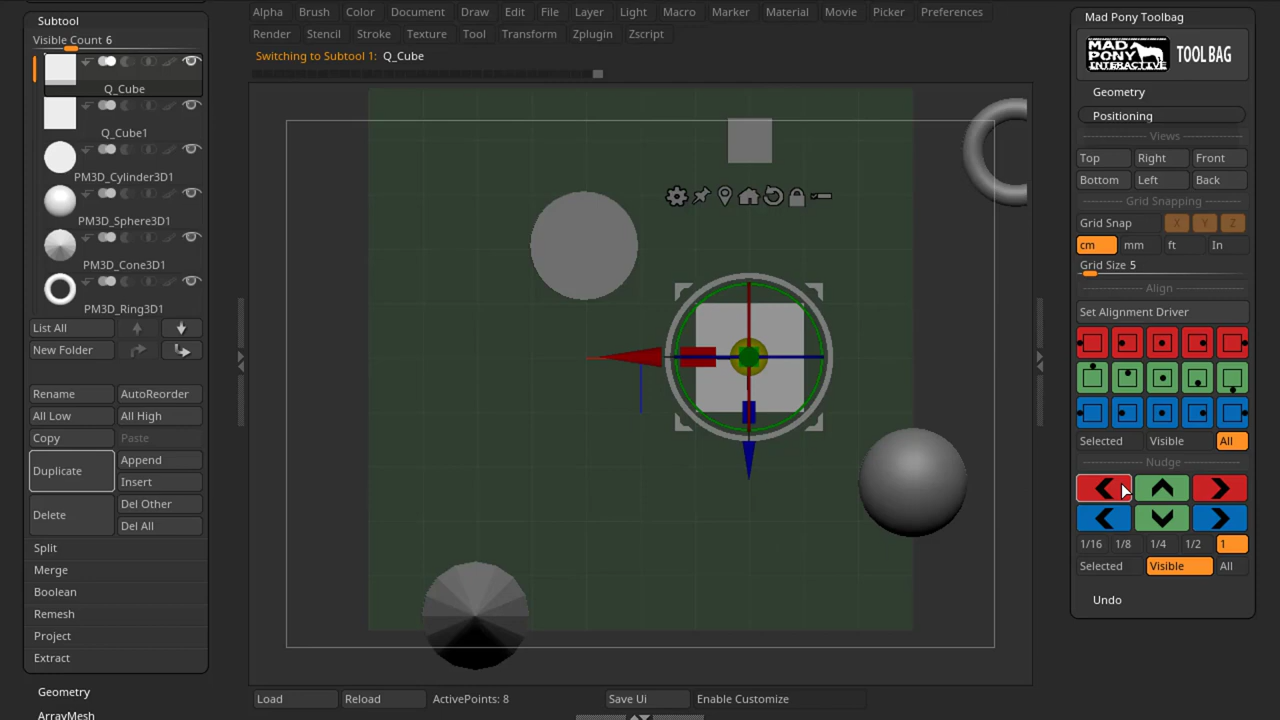 Alpha Brush Color Document Draw Edit File Layer Light Macro Marker Material Movie Picker Preferences
Render Stencil Stroke Texture Tool Transform Zplugin Zscript
Switching to Subtool 1: Q_Cube
Subtool
Visible Count 6
Q_Cube
Q_Cube1
PM3D_Cylinder3D1
PM3D_Sphere3D1
PM3D_Cone3D1
PM3D_Ring3D1
List All
New Folder
Rename AutoReorder
All Low All High
Copy Paste
Duplicate Append
Insert
Delete Del Other
Del All
Split
Merge
Boolean
Remesh
Project
Extract
Geometry
ArrayMesh
Load Reload ActivePoints: 8 Save Ui Enable Customize
Mad Pony Toolbag
MAD PONY INTERACTIVE TOOL BAG
Geometry
Positioning
Views
Top Right Front
Bottom Left Back
Grid Snapping
Grid Snap X Y Z
cm mm ft In
Grid Size 5
Align
Set Alignment Driver
Selected Visible All
Nudge
1/16 1/8 1/4 1/2 1
Selected Visible All
Undo